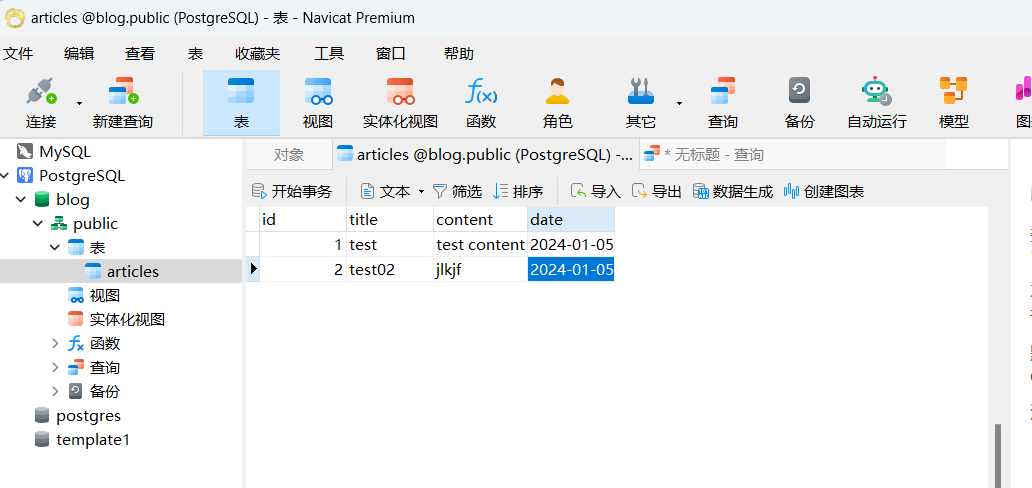 articles @blog.public (PostgreSQL) - 表 - Navicat Premium
文件 编辑 查看 表 收藏夹 工具 窗口 帮助
连接 新建查询 表 视图 实体化视图 函数 角色 其它 查询 备份 自动运行 模型
MySQL
PostgreSQL
blog
public
表
articles
视图
实体化视图
函数
查询
备份
postgres
template1
对象 articles @blog.public (PostgreSQL) -... * 无标题 - 查询
开始事务 文本 筛选 排序 导入 导出 数据生成 创建图表
id title content date
1 test test content 2024-01-05
2 test02 jlkjf 2024-01-05